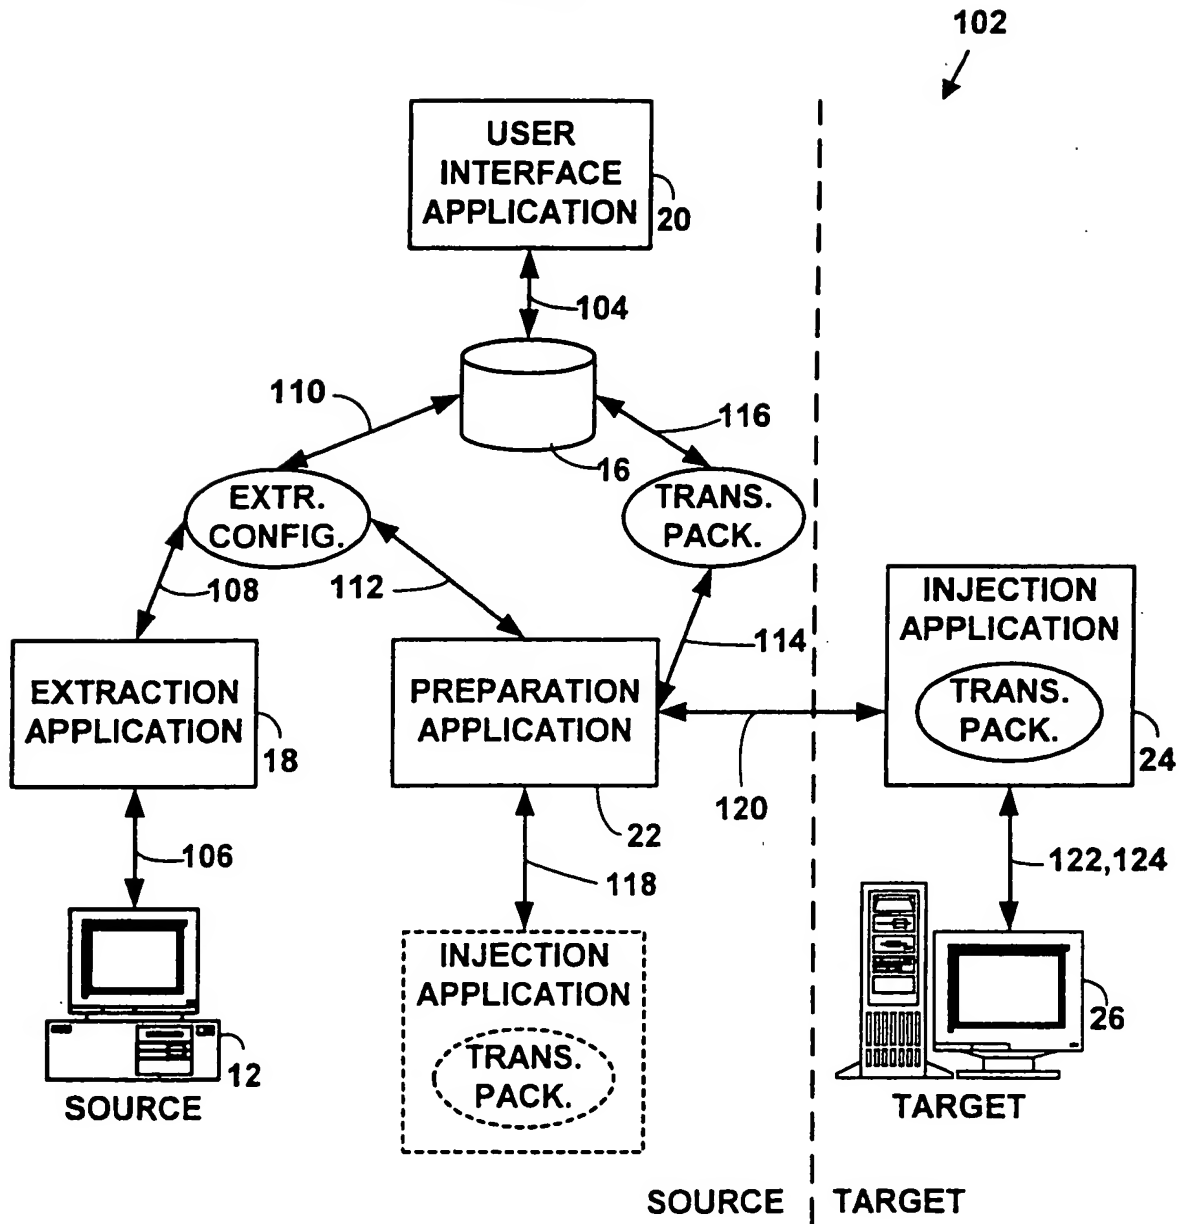 102
USER
INTERFACE
APPLICATION
20
104
110
116
16
EXTR.
CONFIG.
TRANS.
PACK.
108
112
114
INJECTION
APPLICATION
TRANS.
PACK.
24
EXTRACTION
APPLICATION
18
PREPARATION
APPLICATION
22
120
106
118
122,124
INJECTION
APPLICATION
TRANS.
PACK.
12
SOURCE
26
TARGET
SOURCE
TARGET